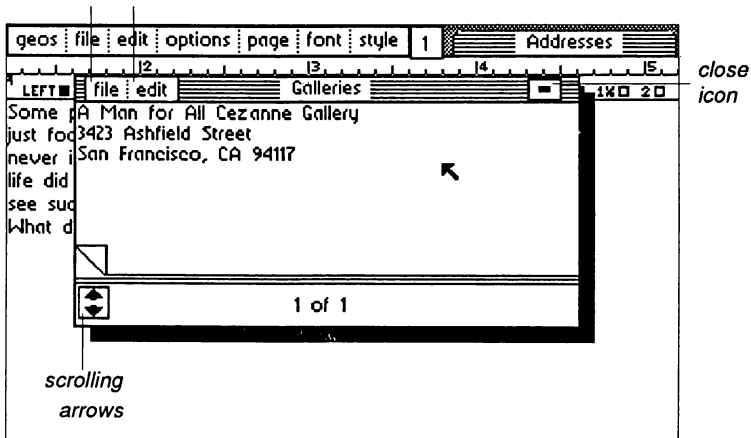 geos file edit options page font style 1 Addresses
2 3 4 5
LEFT file edit Galleries 1½ 2
close
icon
Some A Man for All Cezanne Gallery
just foo 3423 Ashfield Street
never i San Francisco, CA 94117
life did
see suc
What d
1 of 1
scrolling
arrows